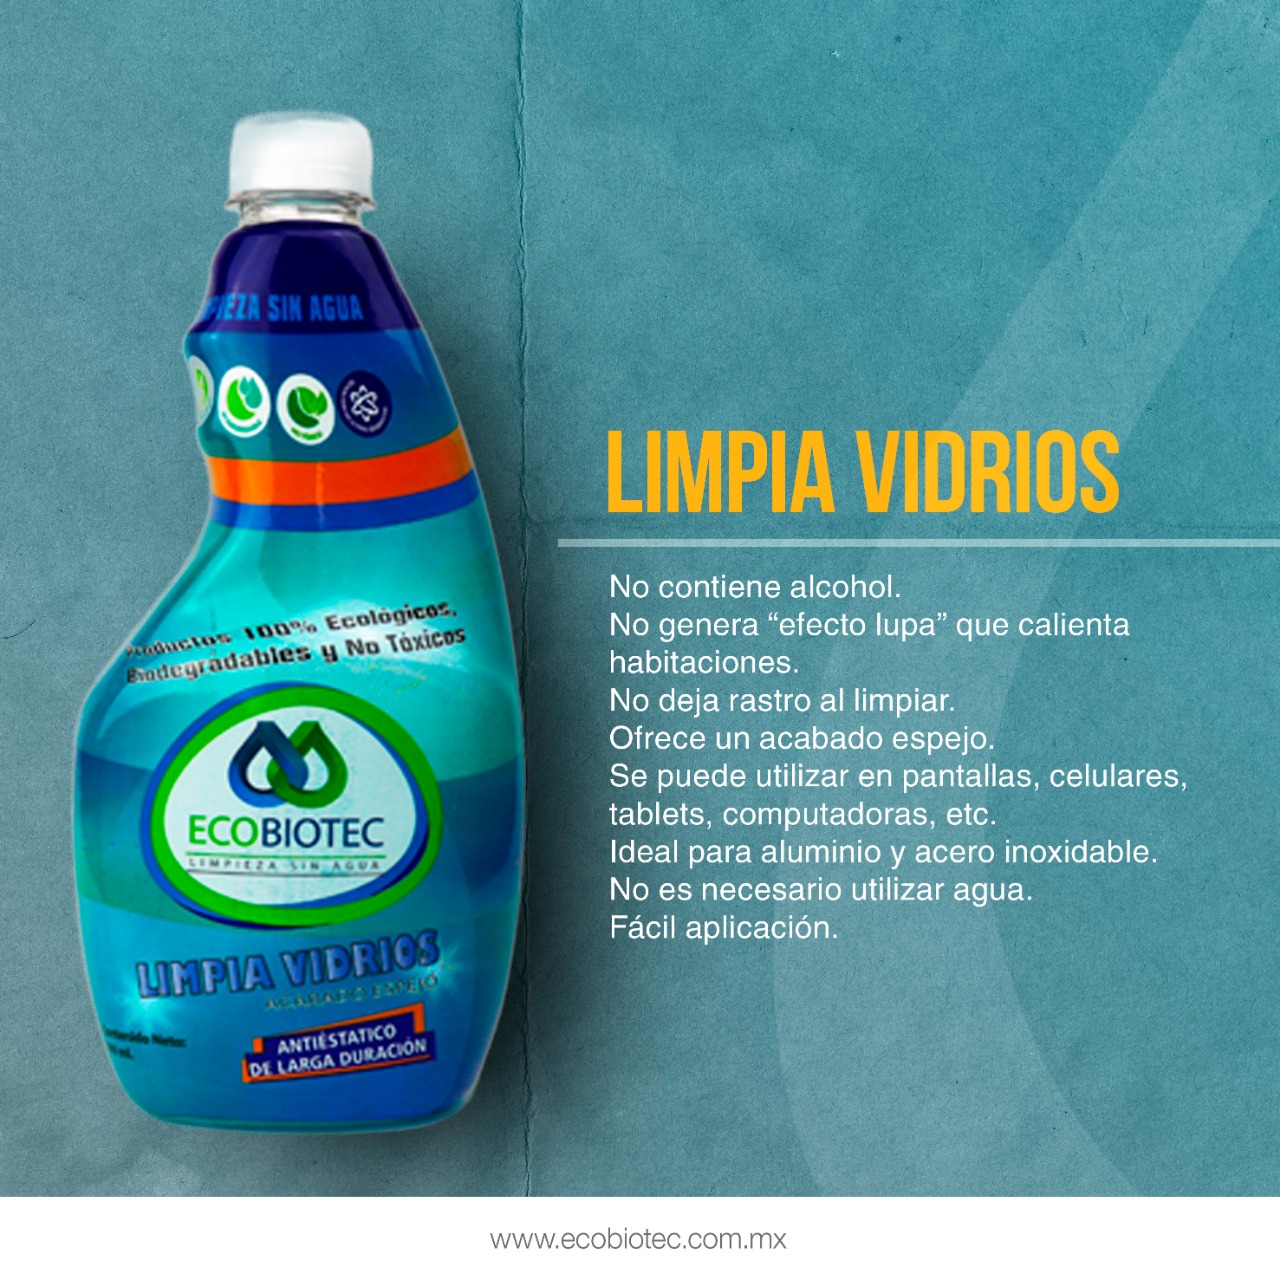 SIN AGUA
Productos 100% Ecológicos,
Biodegradables y No Tóxicos
ECOBIOTEC
LIMPIEZA SIN AGUA
LIMPIA VIDRIOS
ACABADO ESPEJO
ANTIÉSTATICO
DE LARGA DURACIÓN
LIMPIA VIDRIOS
No contiene alcohol.
No genera “efecto lupa” que calienta
habitaciones.
No deja rastro al limpiar.
Ofrece un acabado espejo.
Se puede utilizar en pantallas, celulares,
tablets, computadoras, etc.
Ideal para aluminio y acero inoxidable.
No es necesario utilizar agua.
Fácil aplicación.
www.ecobiotec.com.mx